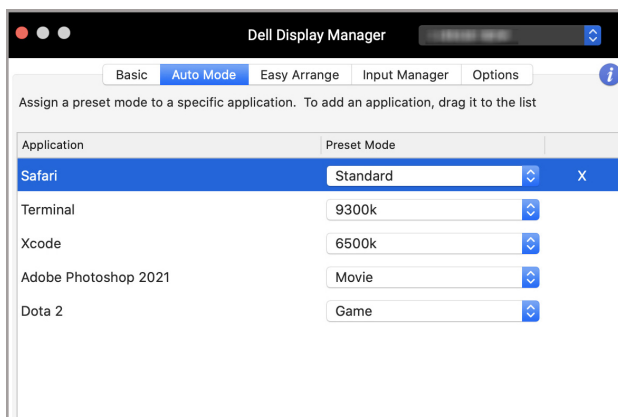 Dell Display Manager
Basic Auto Mode Easy Arrange Input Manager Options i
Assign a preset mode to a specific application. To add an application, drag it to the list
Application Preset Mode
Safari Standard X
Terminal 9300k
Xcode 6500k
Adobe Photoshop 2021 Movie
Dota 2 Game